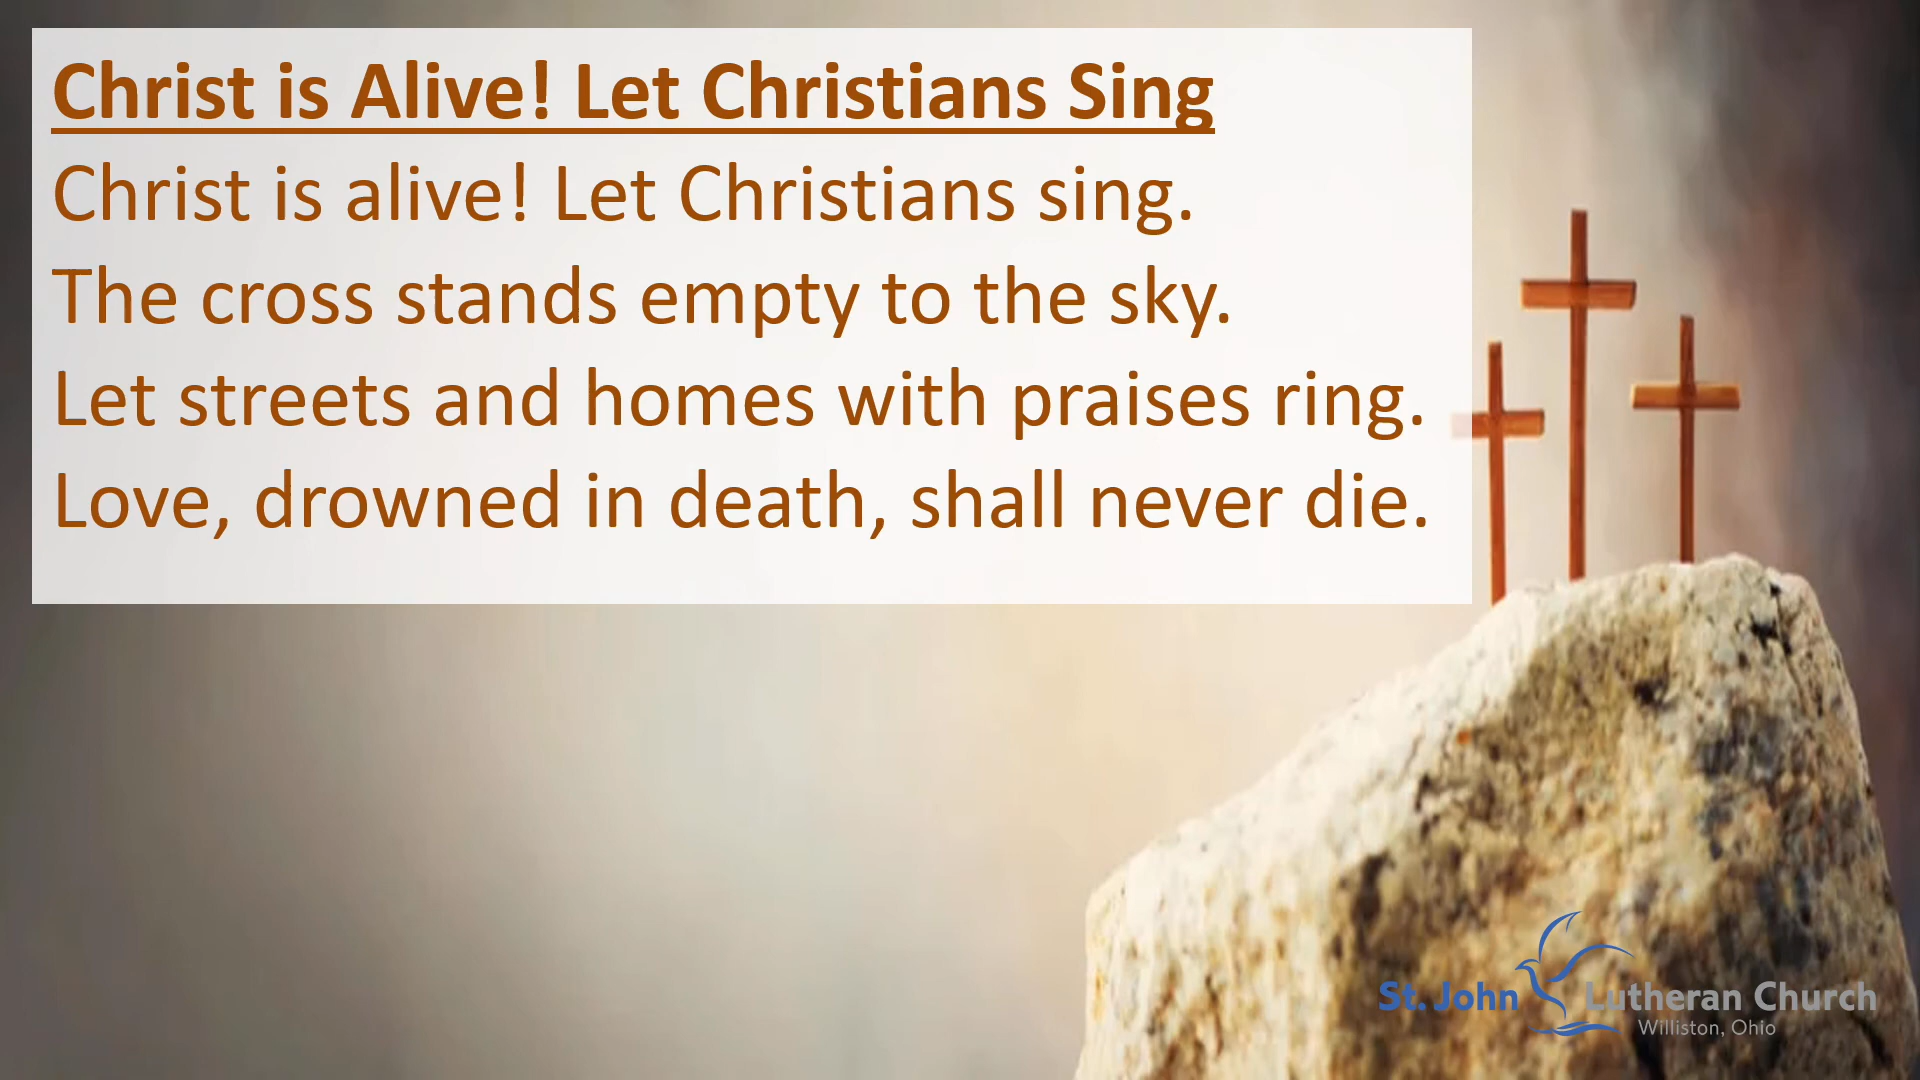 Christ is Alive! Let Christians Sing
Christ is alive! Let Christians sing.
The cross stands empty to the sky.
Let streets and homes with praises ring.
Love, drowned in death, shall never die.
St. John Lutheran Church
Williston, Ohio